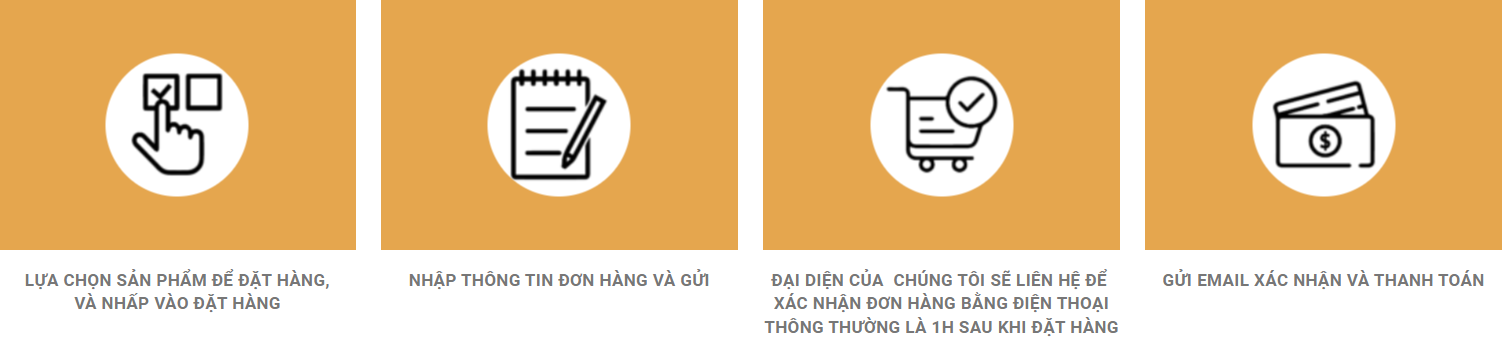 LỰA CHỌN SẢN PHẨM ĐỂ ĐẶT HÀNG,
VÀ NHẤP VÀO ĐẶT HÀNG
NHẬP THÔNG TIN ĐƠN HÀNG VÀ GỬI
ĐẠI DIỆN CỦA  CHÚNG TÔI SẼ LIÊN HỆ ĐỂ
XÁC NHẬN ĐƠN HÀNG BẰNG ĐIỆN THOẠI
THÔNG THƯỜNG LÀ 1H SAU KHI ĐẶT HÀNG
GỬI EMAIL XÁC NHẬN VÀ THANH TOÁN